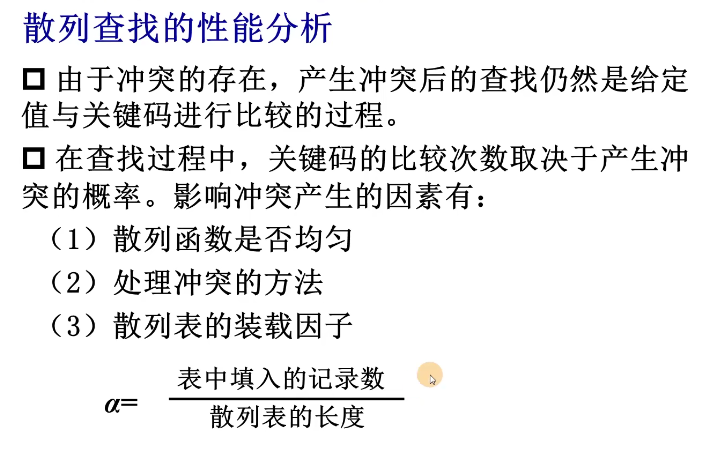 散列查找的性能分析
由于冲突的存在，产生冲突后的查找仍然是给定
值与关键码进行比较的过程。
在查找过程中，关键码的比较次数取决于产生冲
突的概率。影响冲突产生的因素有：
（1）散列函数是否均匀
（2）处理冲突的方法
（3）散列表的装载因子
表中填入的记录数
α=
散列表的长度